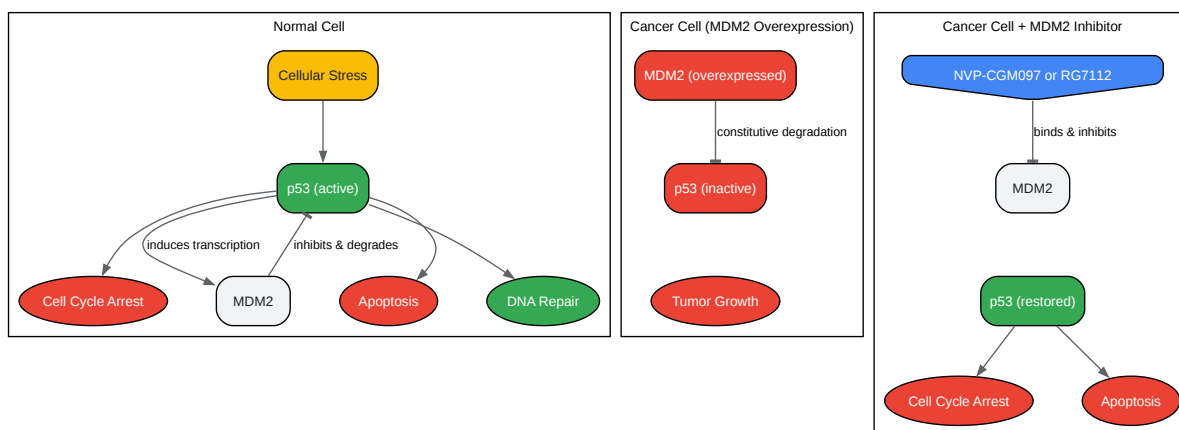 Normal Cell
Cellular Stress
p53 (active)
induces transcription
inhibits & degrades
Cell Cycle Arrest
MDM2
Apoptosis
DNA Repair
Cancer Cell (MDM2 Overexpression)
MDM2 (overexpressed)
constitutive degradation
p53 (inactive)
Tumor Growth
Cancer Cell + MDM2 Inhibitor
NVP-CGM097 or RG7112
binds & inhibits
MDM2
p53 (restored)
Cell Cycle Arrest
Apoptosis